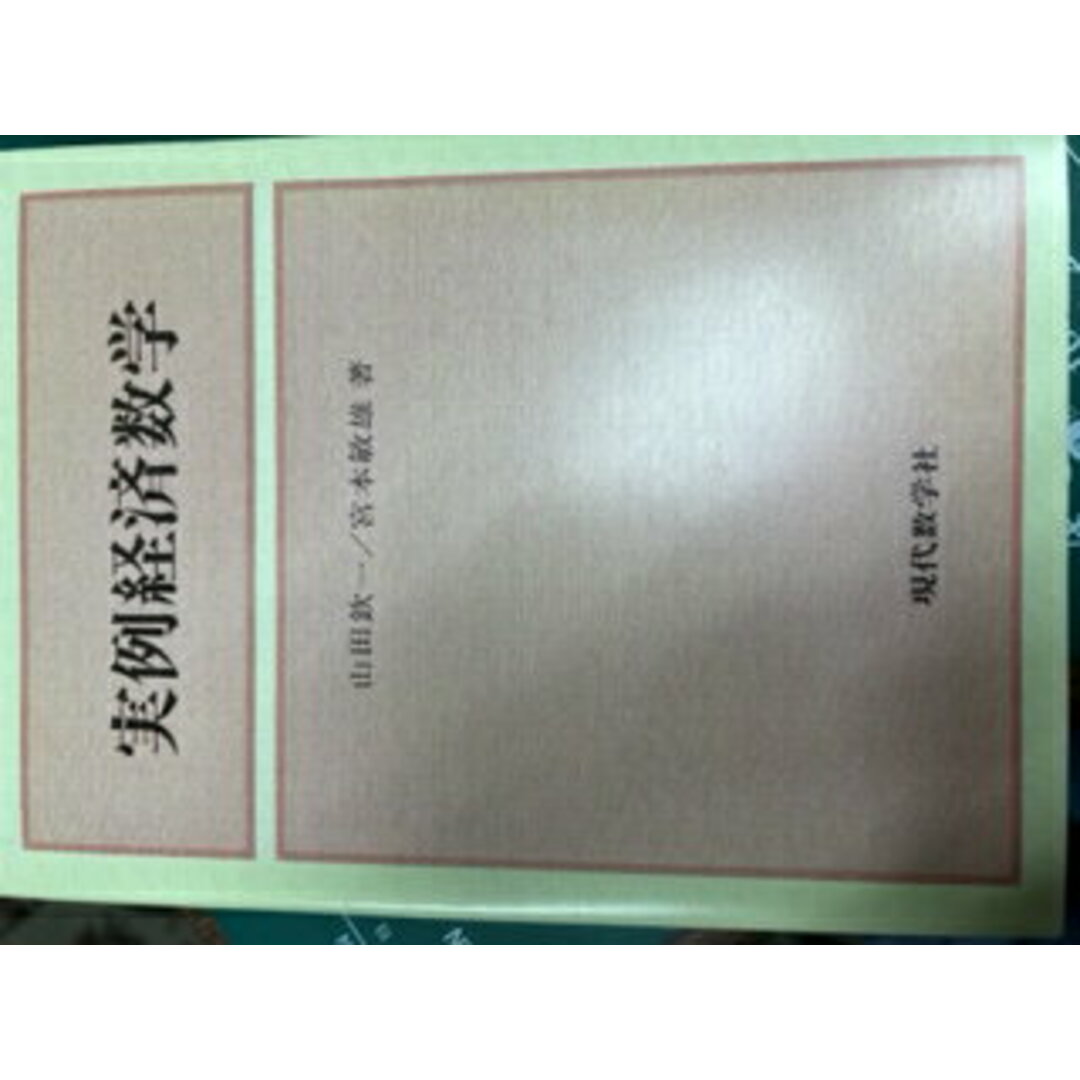 実例経済数学
山田欽一／宮本敏雄 著
現代数学社